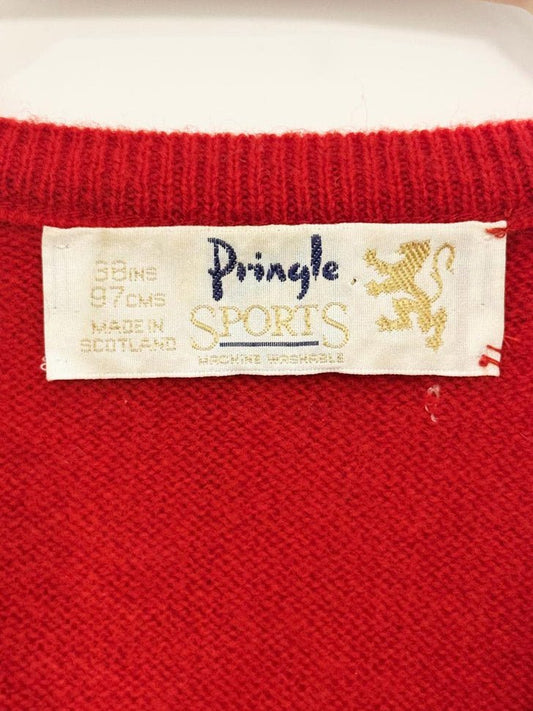 38INS
97CMS
MADE IN
SCOTLAND
Pringle
SPORTS
MACHINE WASHABLE